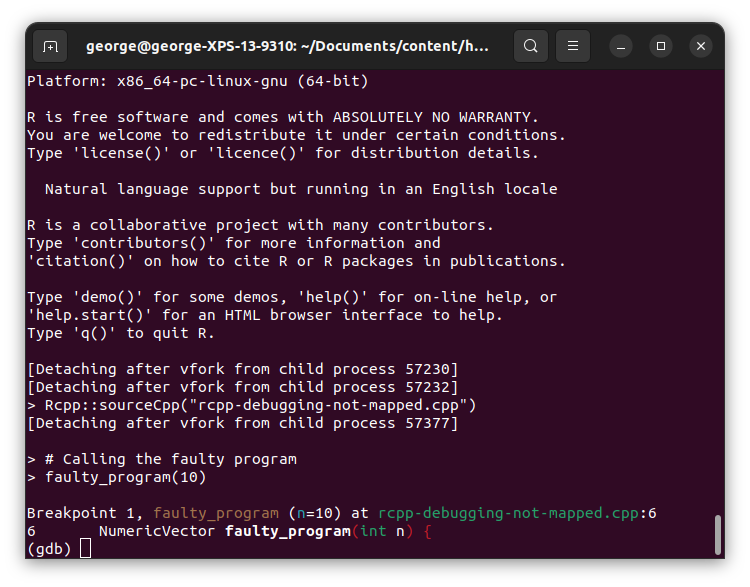 george@george-XPS-13-9310: ~/Documents/content/h...
Platform: x86_64-pc-linux-gnu (64-bit)
R is free software and comes with ABSOLUTELY NO WARRANTY.
You are welcome to redistribute it under certain conditions.
Type 'license()' or 'licence()' for distribution details.
  Natural language support but running in an English locale
R is a collaborative project with many contributors.
Type 'contributors()' for more information and
'citation()' on how to cite R or R packages in publications.
Type 'demo()' for some demos, 'help()' for on-line help, or
'help.start()' for an HTML browser interface to help.
Type 'q()' to quit R.
[Detaching after vfork from child process 57230]
[Detaching after vfork from child process 57232]
> Rcpp::sourceCpp("rcpp-debugging-not-mapped.cpp")
[Detaching after vfork from child process 57377]
> # Calling the faulty program
> faulty_program(10)
Breakpoint 1, faulty_program (n=10) at rcpp-debugging-not-mapped.cpp:6
6       NumericVector faulty_program(int n) {
(gdb)